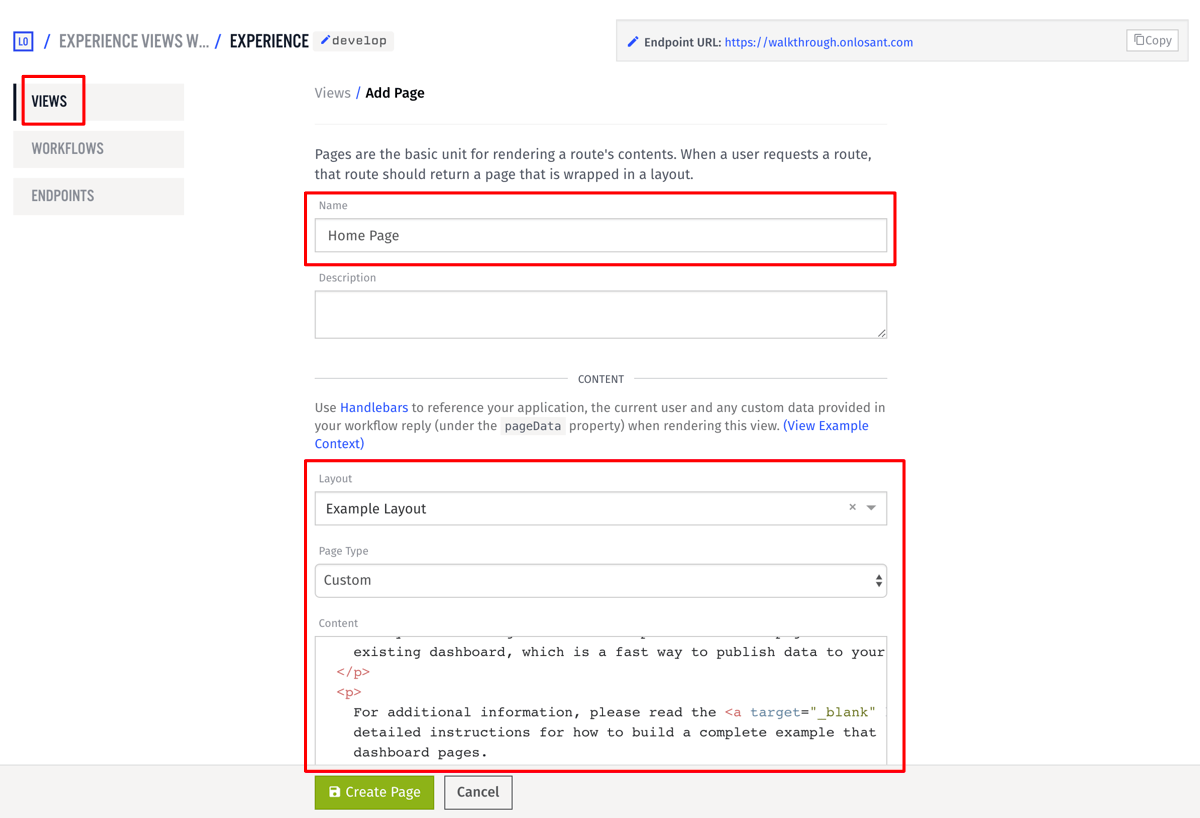 LO / EXPERIENCE VIEWS W... / EXPERIENCE develop
Endpoint URL: https://walkthrough.onlosant.com
Copy
VIEWS
WORKFLOWS
ENDPOINTS
Views / Add Page
Pages are the basic unit for rendering a route's contents. When a user requests a route,
that route should return a page that is wrapped in a layout.
Name
Home Page
Description
CONTENT
Use Handlebars to reference your application, the current user and any custom data provided in
your workflow reply (under the pageData property) when rendering this view. (View Example
Context)
Layout
Example Layout
Page Type
Custom
Content
existing dashboard, which is a fast way to publish data to your
</p>
<p>
For additional information, please read the <a target="_blank"
detailed instructions for how to build a complete example that
dashboard pages.
Create Page
Cancel